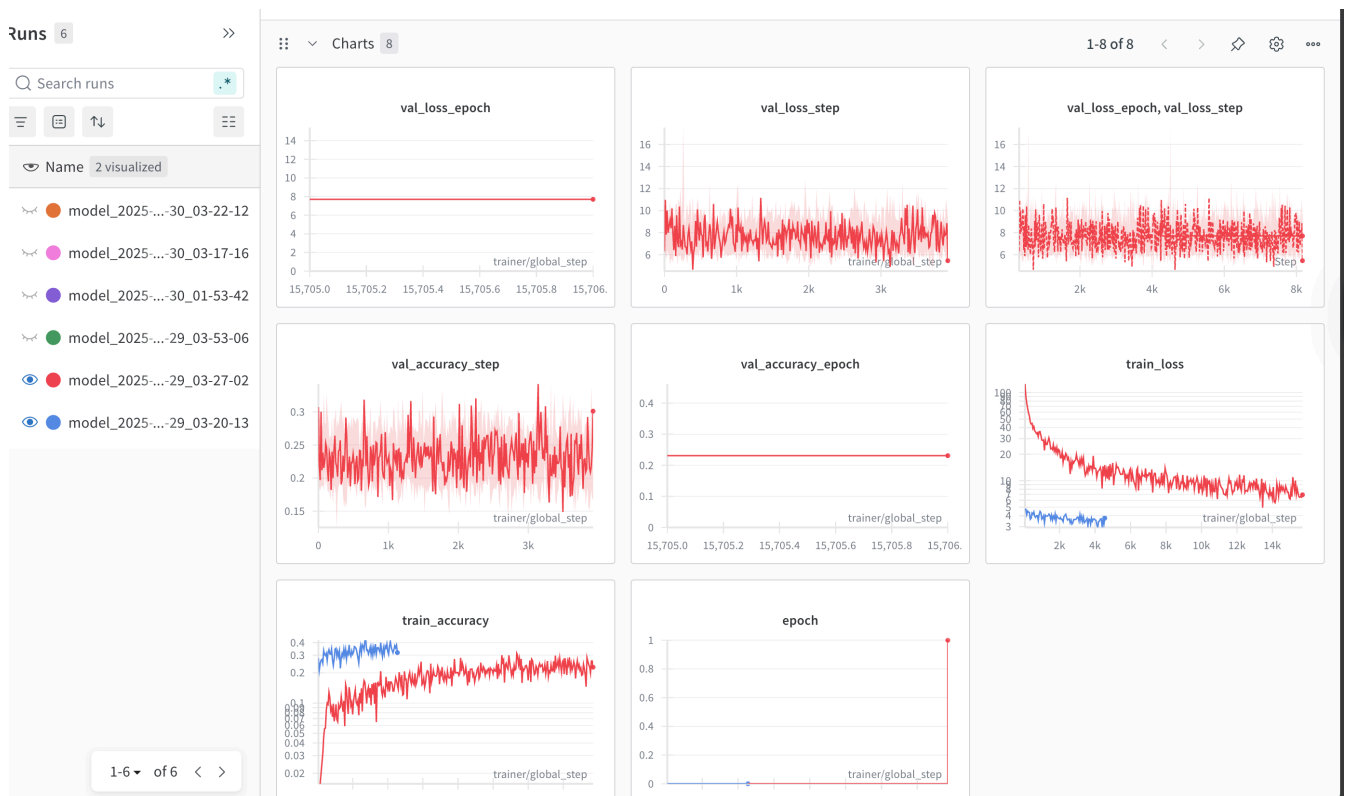 Runs 6
Search runs .*
Name 2 visualized
model_2025-...-30_03-22-12
model_2025-...-30_03-17-16
model_2025-...-30_01-53-42
model_2025-...-29_03-53-06
model_2025-...-29_03-27-02
model_2025-...-29_03-20-13
1-6 of 6
Charts 8
1-8 of 8
val_loss_epoch
14
12
10
8
6
4
2
0
trainer/global_step
15,705.0 15,705.2 15,705.4 15,705.6 15,705.8 15,706.
val_loss_step
16
14
12
10
8
6
trainer/global_step
0 1k 2k 3k
val_loss_epoch, val_loss_step
16
14
12
10
8
6
Step
2k 4k 6k 8k
val_accuracy_step
0.3
0.25
0.2
0.15
trainer/global_step
0 1k 2k 3k
val_accuracy_epoch
0.4
0.3
0.2
0.1
0
trainer/global_step
15,705.0 15,705.2 15,705.4 15,705.6 15,705.8 15,706.
train_loss
100
60
50
40
30
20
10
5
4
3
trainer/global_step
2k 4k 6k 8k 10k 12k 14k
train_accuracy
0.4
0.3
0.2
0.1
0.09
0.08
0.07
0.06
0.05
0.04
0.03
0.02
trainer/global_step
epoch
1
0.8
0.6
0.4
0.2
0
trainer/global_step